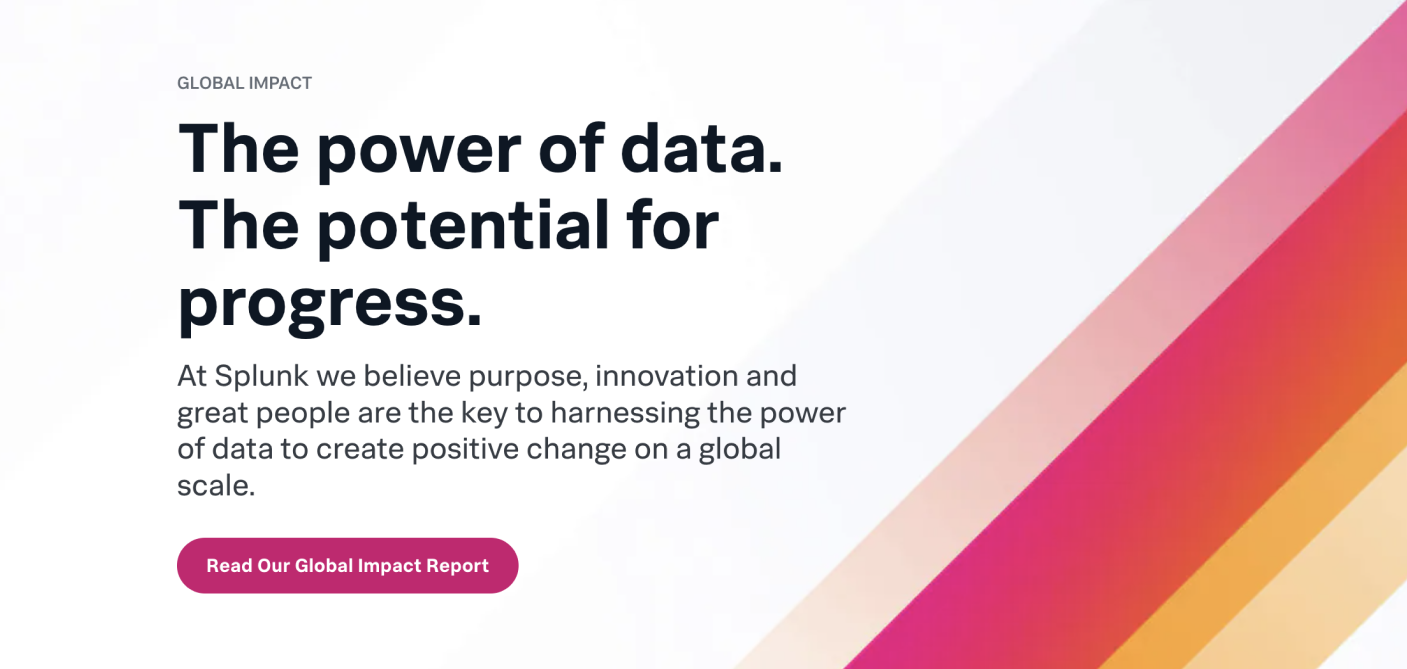 GLOBAL IMPACT
The power of data.
The potential for
progress.
At Splunk we believe purpose, innovation and
great people are the key to harnessing the power
of data to create positive change on a global
scale.
Read Our Global Impact Report